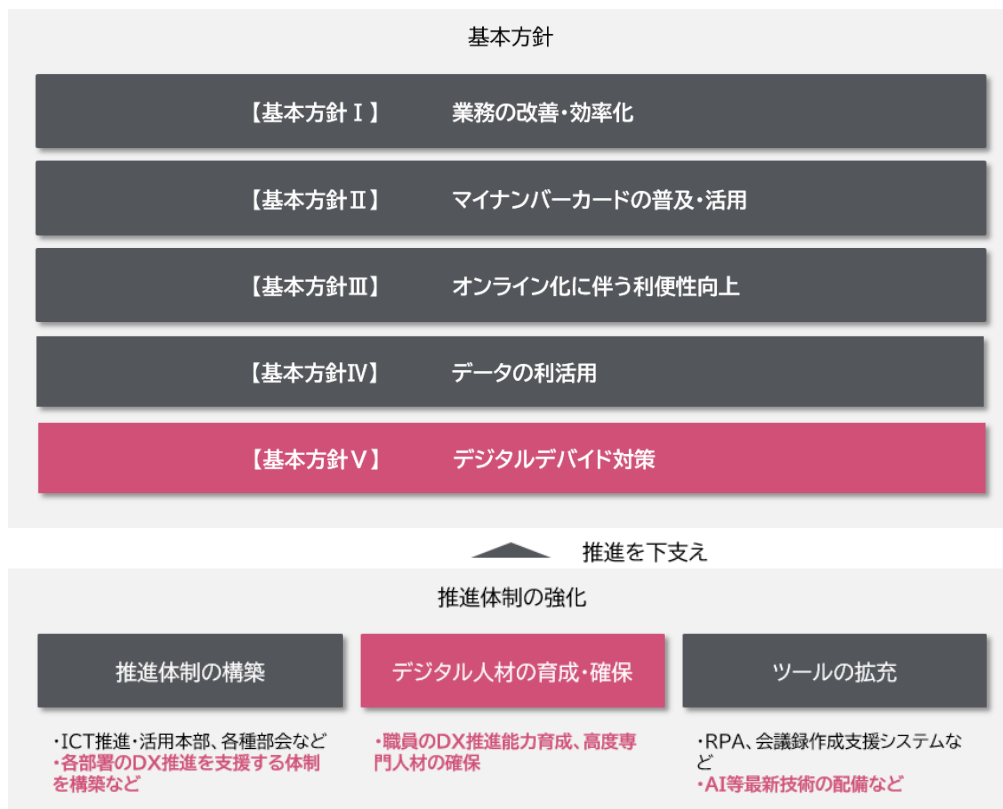 基本方針
【基本方針Ⅰ】 業務の改善・効率化
【基本方針Ⅱ】 マイナンバーカードの普及・活用
【基本方針Ⅲ】 オンライン化に伴う利便性向上
【基本方針Ⅳ】 データの利活用
【基本方針Ⅴ】 デジタルデバイド対策
推進を下支え
推進体制の強化
推進体制の構築
・ICT推進・活用本部、各種部会など
・各部署のDX推進を支援する体制
を構築など
デジタル人材の育成・確保
・職員のDX推進能力育成、高度専
門人材の確保
ツールの拡充
・RPA、会議録作成支援システムな
ど
・AI等最新技術の配備など